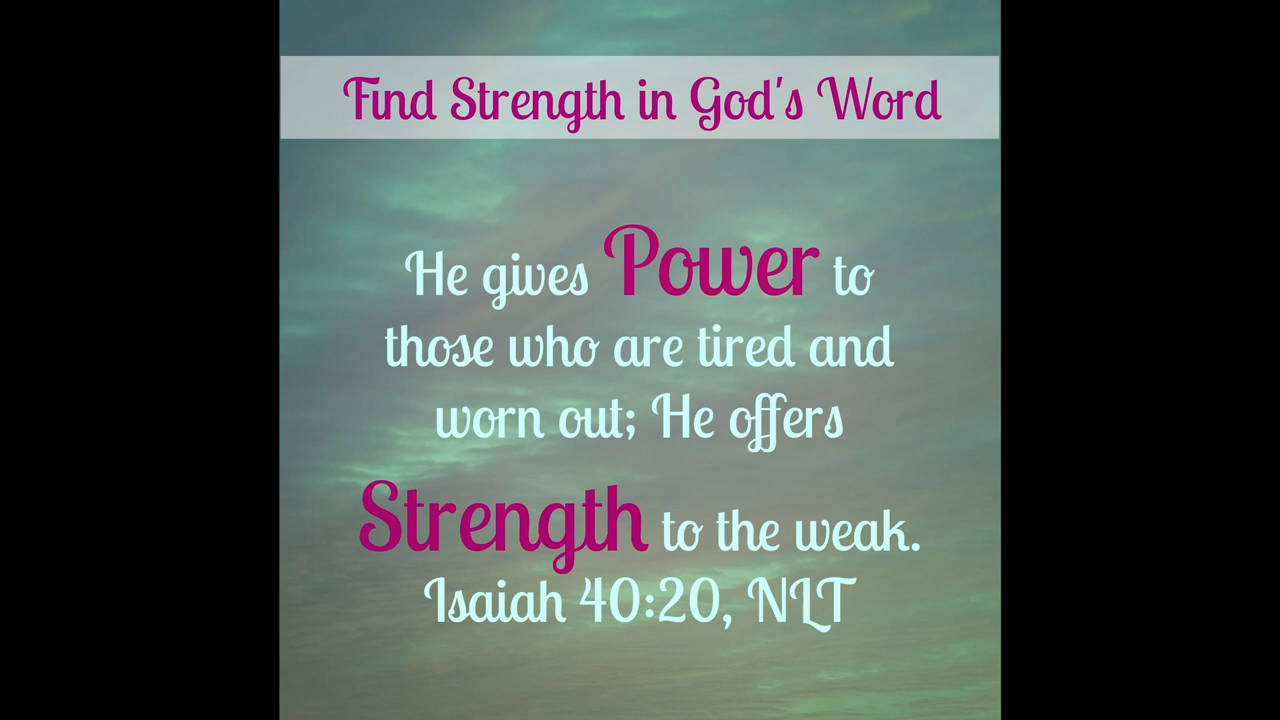 Find Strength in God's Word
He gives Power to
those who are tired and
worn out; He offers
Strength to the weak.
Isaiah 40:20, NLT